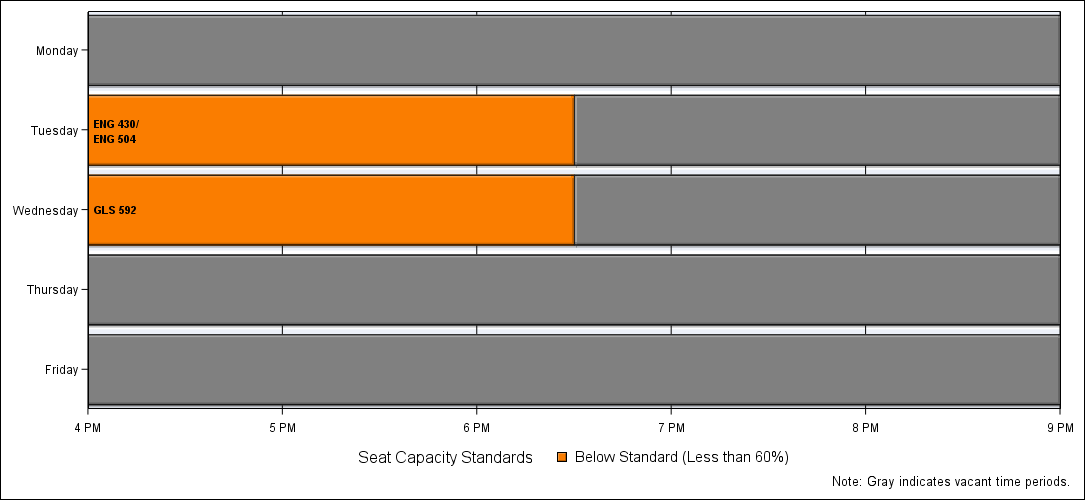 Monday
Tuesday
ENG 430/
ENG 504
Wednesday
GLS 592
Thursday
Friday
4 PM 5 PM 6 PM 7 PM 8 PM 9 PM
Seat Capacity Standards Below Standard (Less than 60%)
Note: Gray indicates vacant time periods.